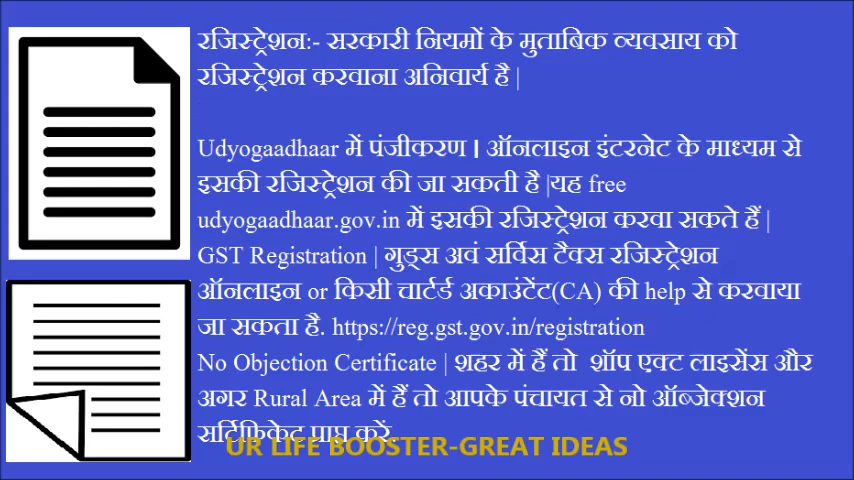 रजिस्ट्रेशनः- सरकारी नियमों के मुताबिक व्यवसाय को
रजिस्ट्रेशन करवाना अनिवार्य है |
Udyogaadhaar में पंजीकरण | ऑनलाइन इंटरनेट के माध्यम से
इसकी रजिस्ट्रेशन की जा सकती है |यह free
udyogaadhaar.gov.in में इसकी रजिस्ट्रेशन करवा सकते हैं |
GST Registration | गुड्स अवं सर्विस टैक्स रजिस्ट्रेशन
ऑनलाइन or किसी चार्टर्ड अकाउंटेंट(CA) की help से करवाया
जा सकता है. https://reg.gst.gov.in/registration
No Objection Certificate | शहर में हैं तो शॉप एक्ट लाइसेंस और
अगर Rural Area में हैं तो आपके पंचायत से नो ऑब्जेक्शन
सर्टिफिकेट प्राप्त करें.
UR LIFE BOOSTER-GREAT IDEAS